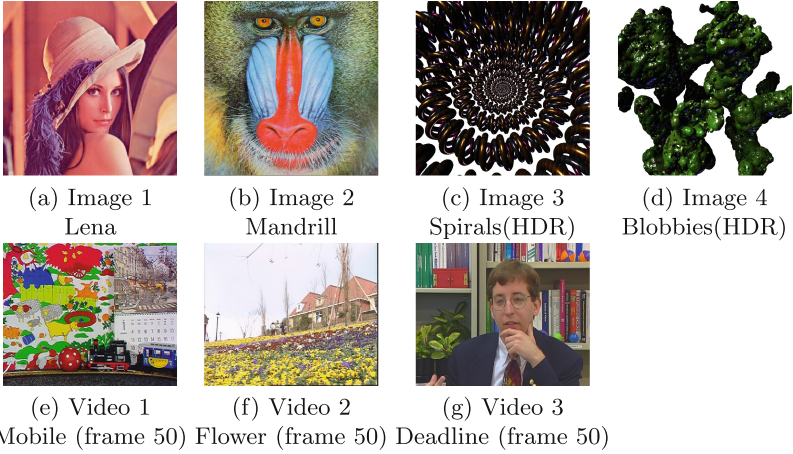 (a) Image 1
Lena
(b) Image 2
Mandrill
(c) Image 3
Spirals(HDR)
(d) Image 4
Blobbies(HDR)
(e) Video 1
Mobile (frame 50)
(f) Video 2
Flower (frame 50)
(g) Video 3
Deadline (frame 50)